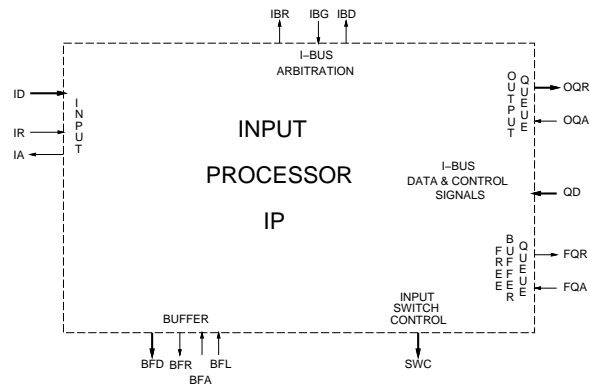 IBR IBG IBD
I-BUS
ARBITRATION
ID
IR
IA
INPUT
INPUT
PROCESSOR
IP
OUTPUT
QUEUE
OQR
OQA
I-BUS
DATA & CONTROL
SIGNALS
QD
FREE
BUFFER
QUEUE
FQR
FQA
BUFFER
INPUT
SWITCH
CONTROL
BFD BFR BFL
BFA
SWC